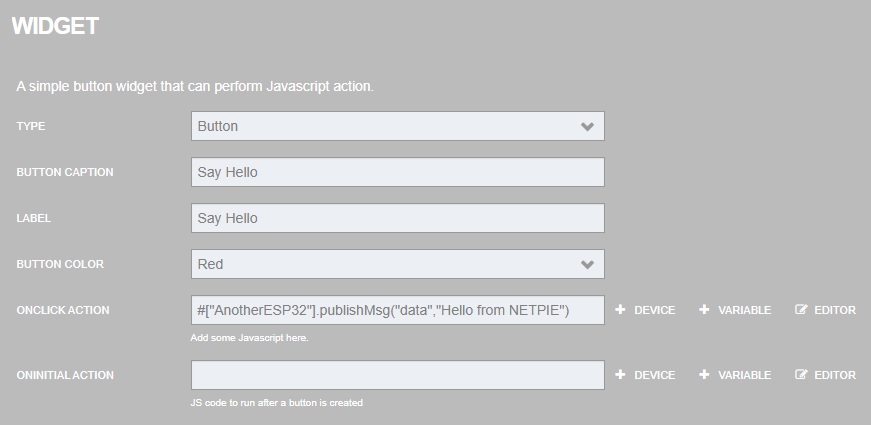 WIDGET
A simple button widget that can perform Javascript action.
TYPE Button
BUTTON CAPTION Say Hello
LABEL Say Hello
BUTTON COLOR Red
ONCLICK ACTION #["AnotherESP32"].publishMsg("data","Hello from NETPIE") + DEVICE + VARIABLE EDITOR
Add some Javascript here.
ONINITIAL ACTION + DEVICE + VARIABLE EDITOR
JS code to run after a button is created